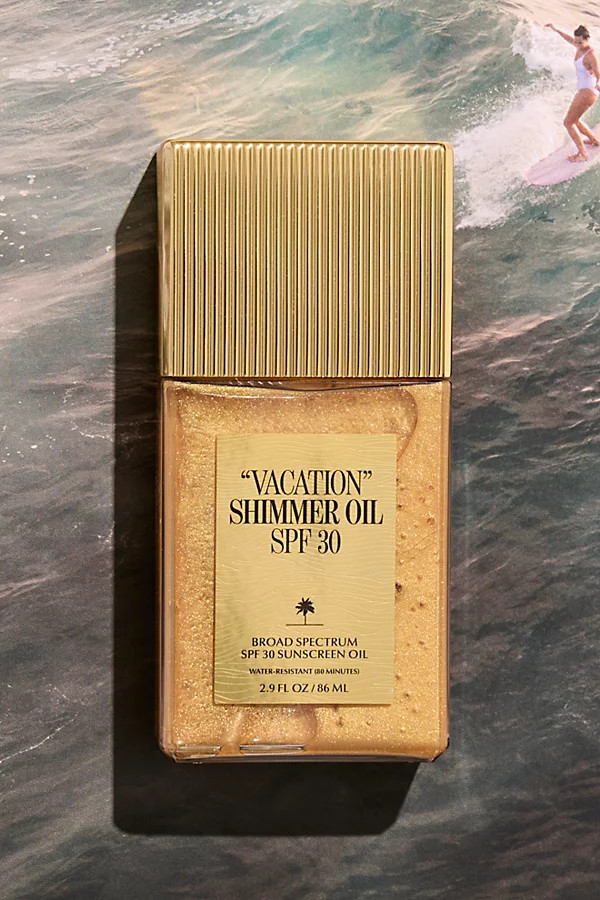 “VACATION”
SHIMMER OIL
SPF 30
BROAD SPECTRUM
SPF 30 SUNSCREEN OIL
WATER-RESISTANT (80 MINUTES)
2.9 FL OZ / 86 ML